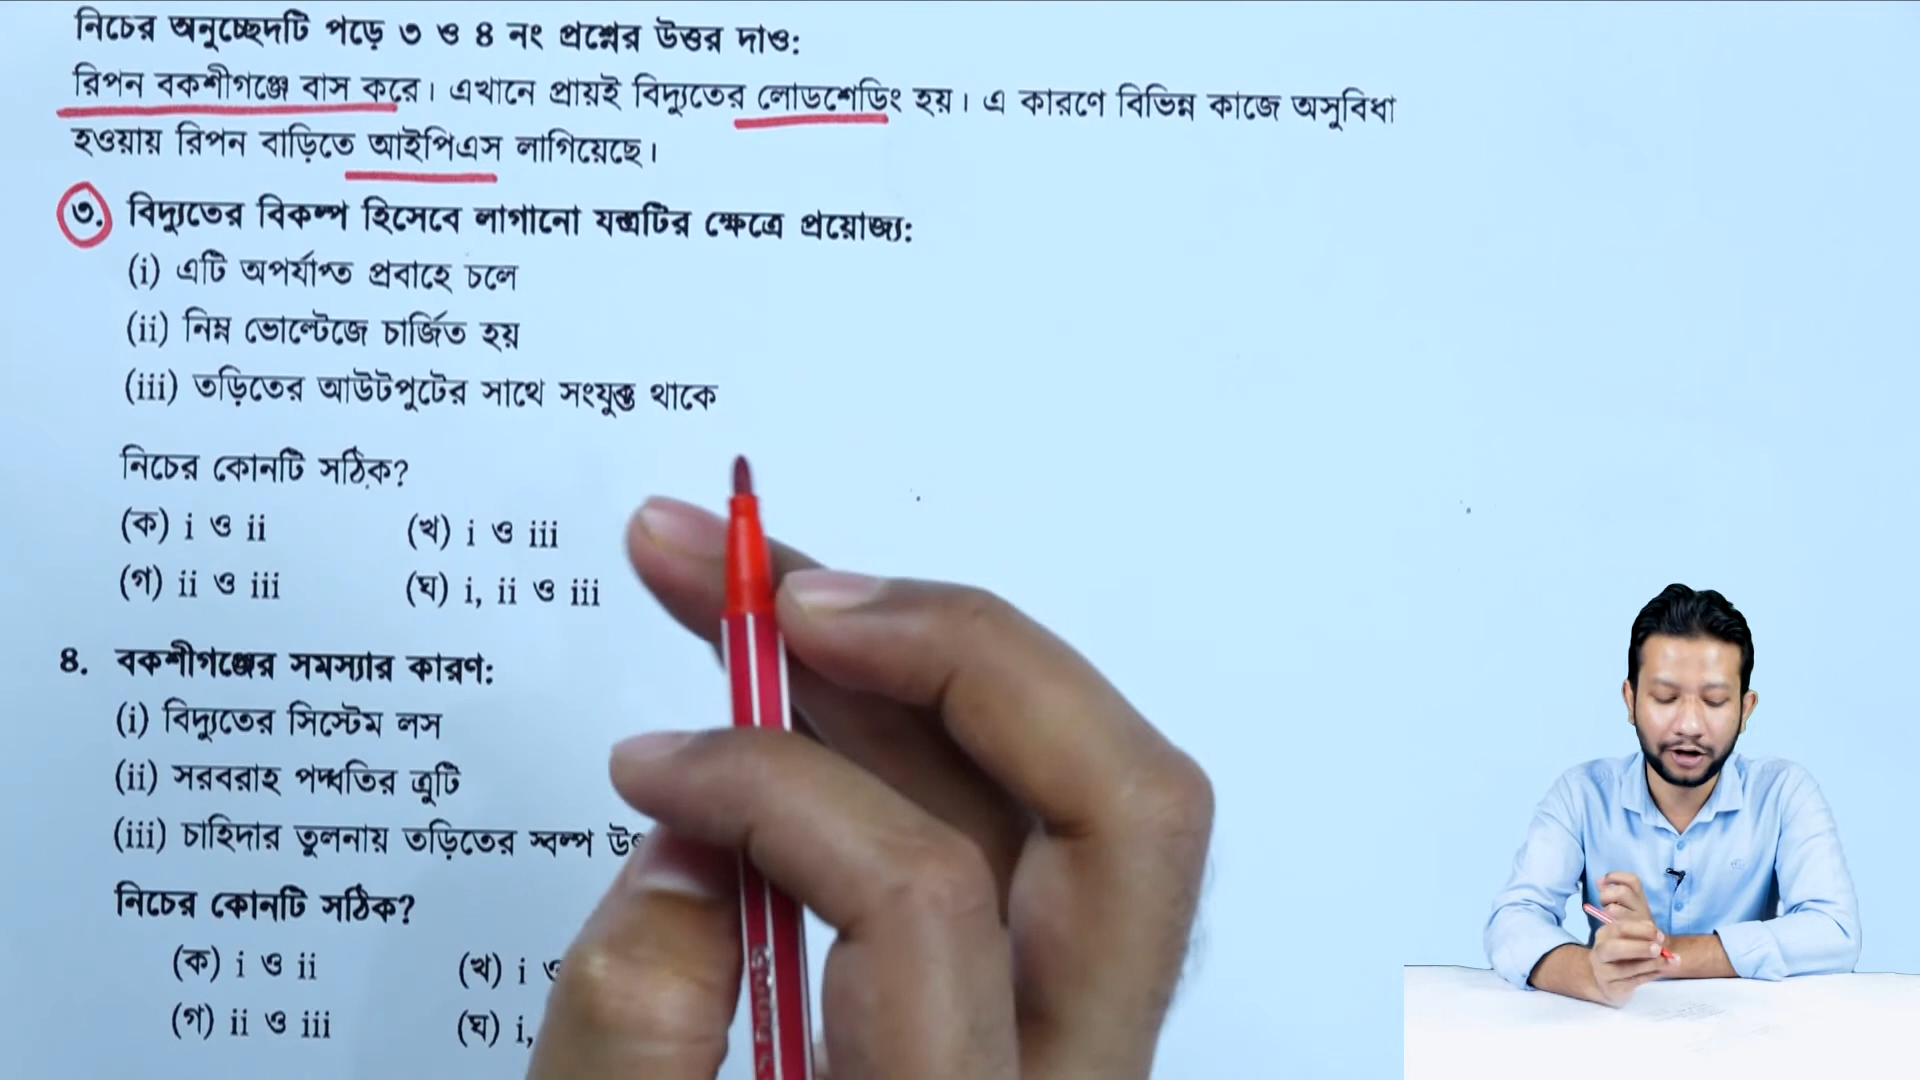 নিচের অনুচ্ছেদটি পড়ে ৩ ও ৪ নং প্রশ্নের উত্তর দাও:
রিপন বকশীগঞ্জে বাস করে। এখানে প্রায়ই বিদ্যুতের লোডশেডিং হয়। এ কারণে বিভিন্ন কাজে অসুবিধা
হওয়ায় রিপন বাড়িতে আইপিএস লাগিয়েছে।
৩. বিদ্যুতের বিকল্প হিসেবে লাগানো যন্ত্রটির ক্ষেত্রে প্রয়োজ্য:
(i) এটি অপর্যাপ্ত প্রবাহে চলে
(ii) নিম্ন ভোল্টেজে চার্জিত হয়
(iii) তড়িতের আউটপুটের সাথে সংযুক্ত থাকে
নিচের কোনটি সঠিক?
(ক) i ও ii (খ) i ও iii
(গ) ii ও iii (ঘ) i, ii ও iii
৪. বকশীগঞ্জের সমস্যার কারণ:
(i) বিদ্যুতের সিস্টেম লস
(ii) সরবরাহ পদ্ধতির ত্রুটি
(iii) চাহিদার তুলনায় তড়িতের স্বল্প
নিচের কোনটি সঠিক?
(ক) i ও ii (খ) i
(গ) ii ও iii (ঘ) i,